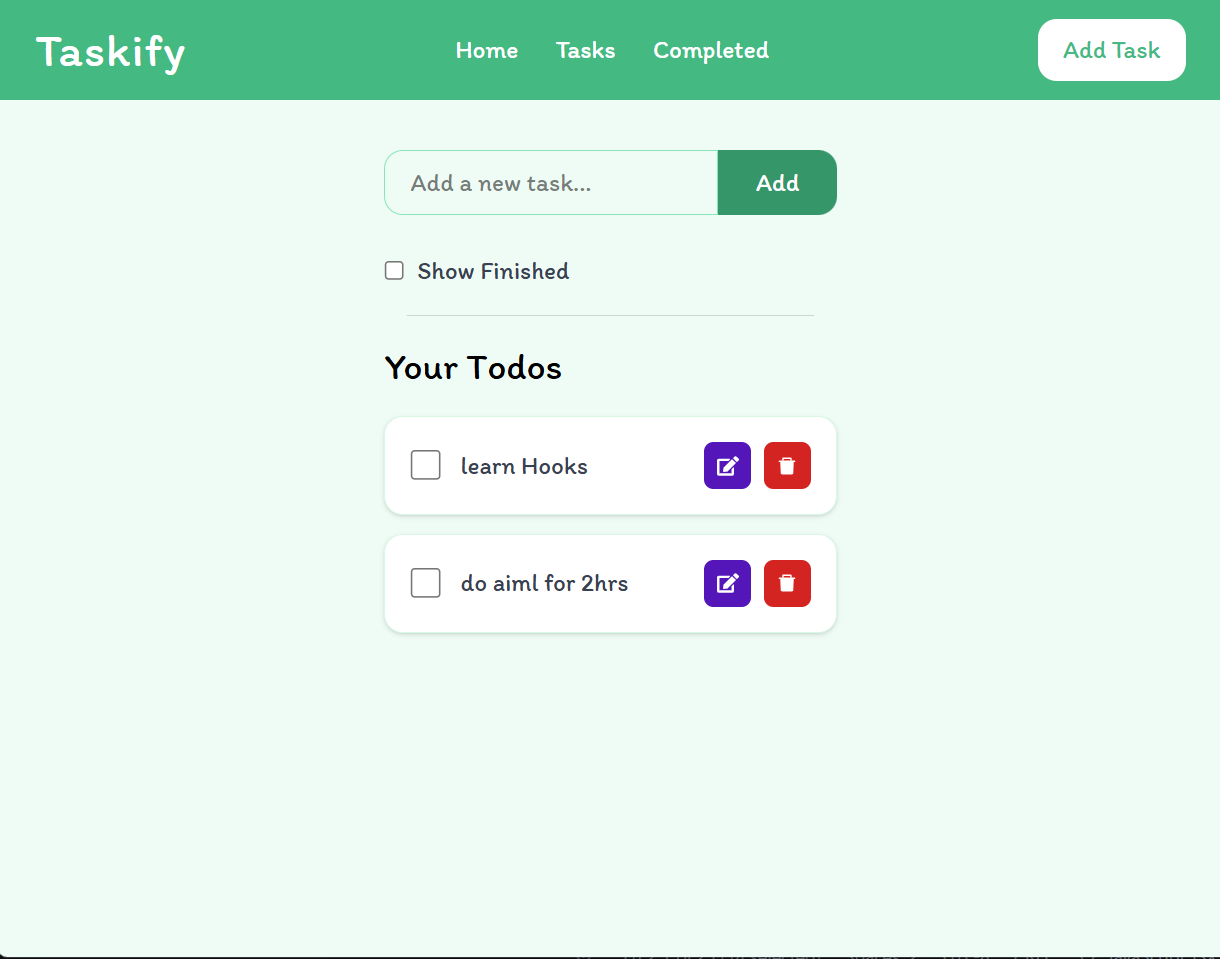 Taskify
Home Tasks Completed
Add Task
Add a new task...
Add
Show Finished
Your Todos
learn Hooks
do aiml for 2hrs